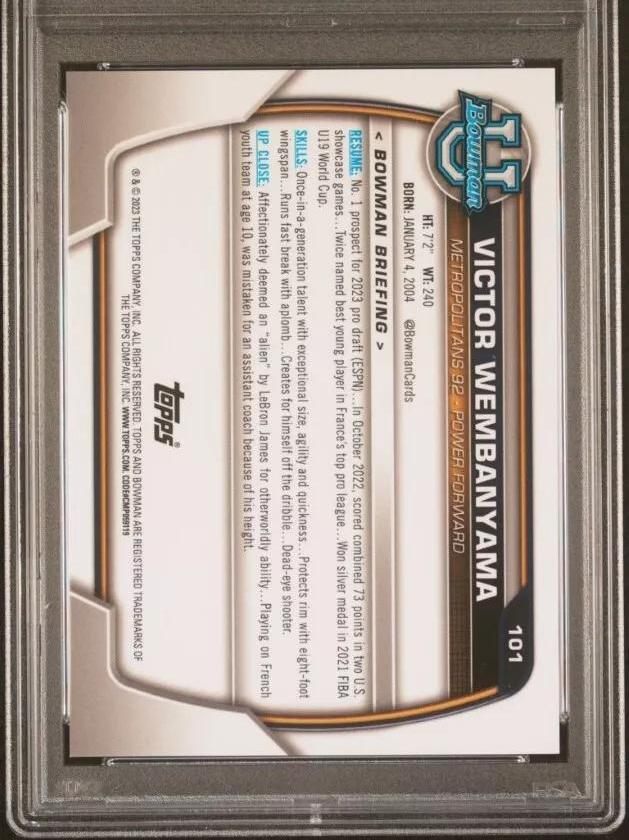 U
Bowman
101
VICTOR WEMBANYAMA
METROPOLITANS 92 - POWER FORWARD
HT: 7'2" WT: 240
BORN: JANUARY 4, 2004 @BowmanCards
< BOWMAN BRIEFING >
RESUME: No. 1 prospect for 2023 pro draft (ESPN)...In October 2022, scored combined 73 points in two U.S.
showcase games...Twice named best young player in France's top pro league...Won silver medal in 2021 FIBA
U19 World Cup.
SKILLS: Once-in-a-generation talent with exceptional size, agility and quickness...Protects rim with eight-foot
wingspan...Runs fast break with aplomb...Creates for himself off the dribble...Dead-eye shooter.
UP CLOSE: Affectionately deemed an "alien" by LeBron James for otherworldly ability...Playing on French
youth team at age 10, was mistaken for an assistant coach because of his height.
topps®
® & © 2023 THE TOPPS COMPANY, INC. ALL RIGHTS RESERVED. TOPPS AND BOWMAN ARE REGISTERED TRADEMARKS OF
THE TOPPS COMPANY, INC. WWW.TOPPS.COM. CODE#CMP099119